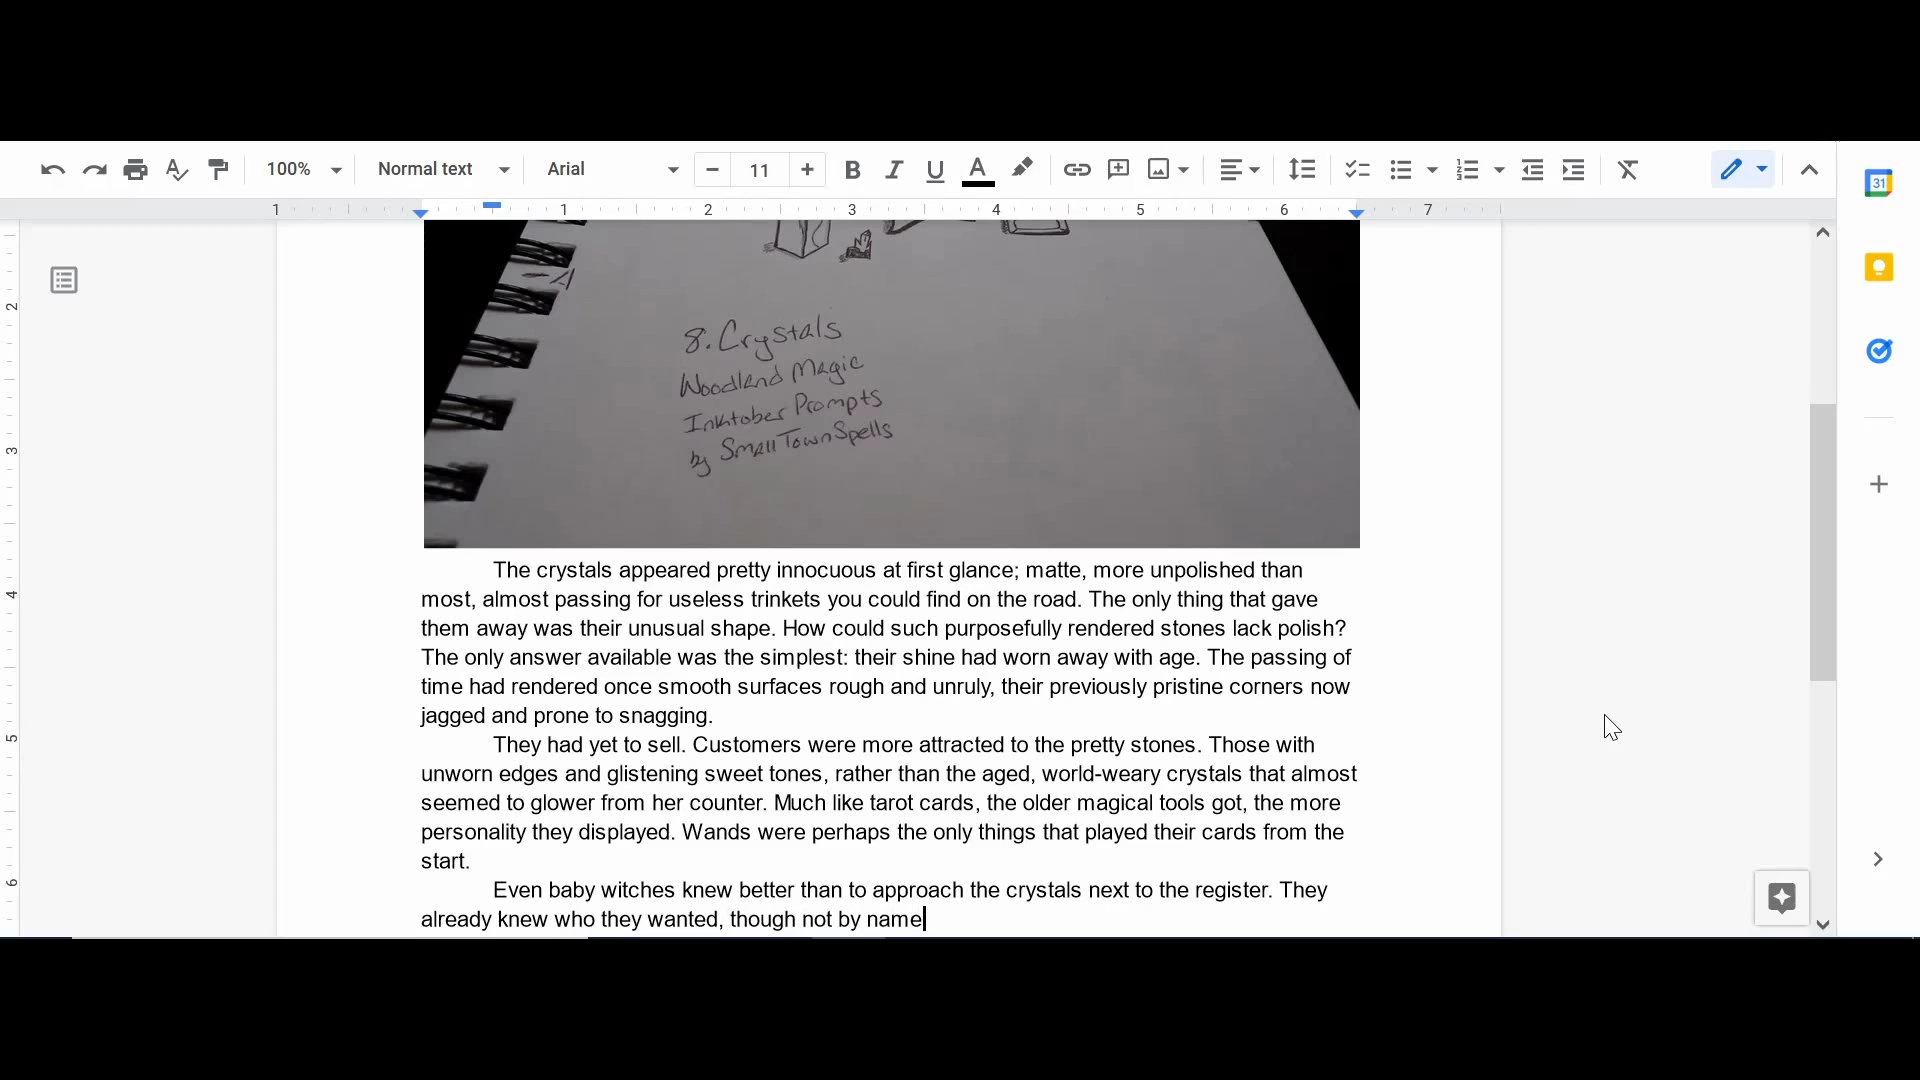 100%
Normal text
Arial
11
B
I
U
A
31
1
1
2
3
4
5
6
7
2
3
4
5
6
-A
8. Crystals
Woodland Magic
Inktober Prompts
by SmallTownSpells
The crystals appeared pretty innocuous at first glance; matte, more unpolished than
most, almost passing for useless trinkets you could find on the road. The only thing that gave
them away was their unusual shape. How could such purposefully rendered stones lack polish?
The only answer available was the simplest: their shine had worn away with age. The passing of
time had rendered once smooth surfaces rough and unruly, their previously pristine corners now
jagged and prone to snagging.
They had yet to sell. Customers were more attracted to the pretty stones. Those with
unworn edges and glistening sweet tones, rather than the aged, world-weary crystals that almost
seemed to glower from her counter. Much like tarot cards, the older magical tools got, the more
personality they displayed. Wands were perhaps the only things that played their cards from the
start.
Even baby witches knew better than to approach the crystals next to the register. They
already knew who they wanted, though not by name